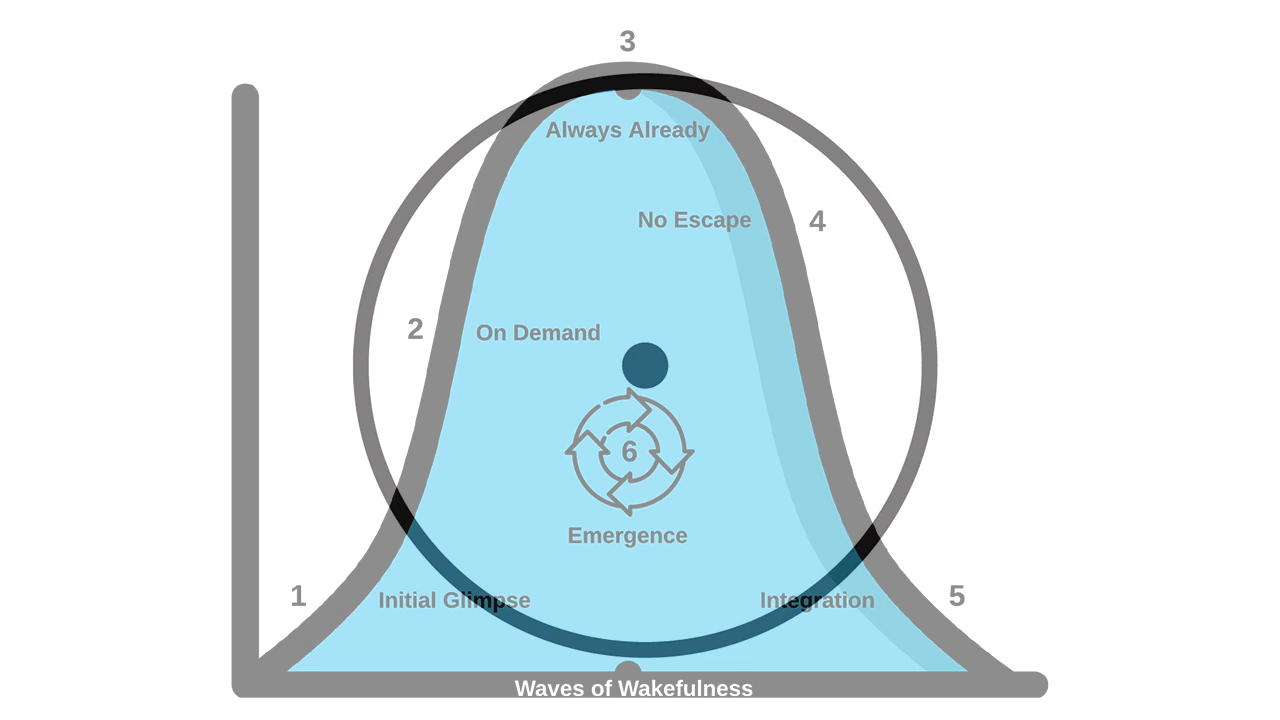 3
Always Already
No Escape
4
2
On Demand
6
Emergence
1
Initial Glimpse
Integration
5
Waves of Wakefulness